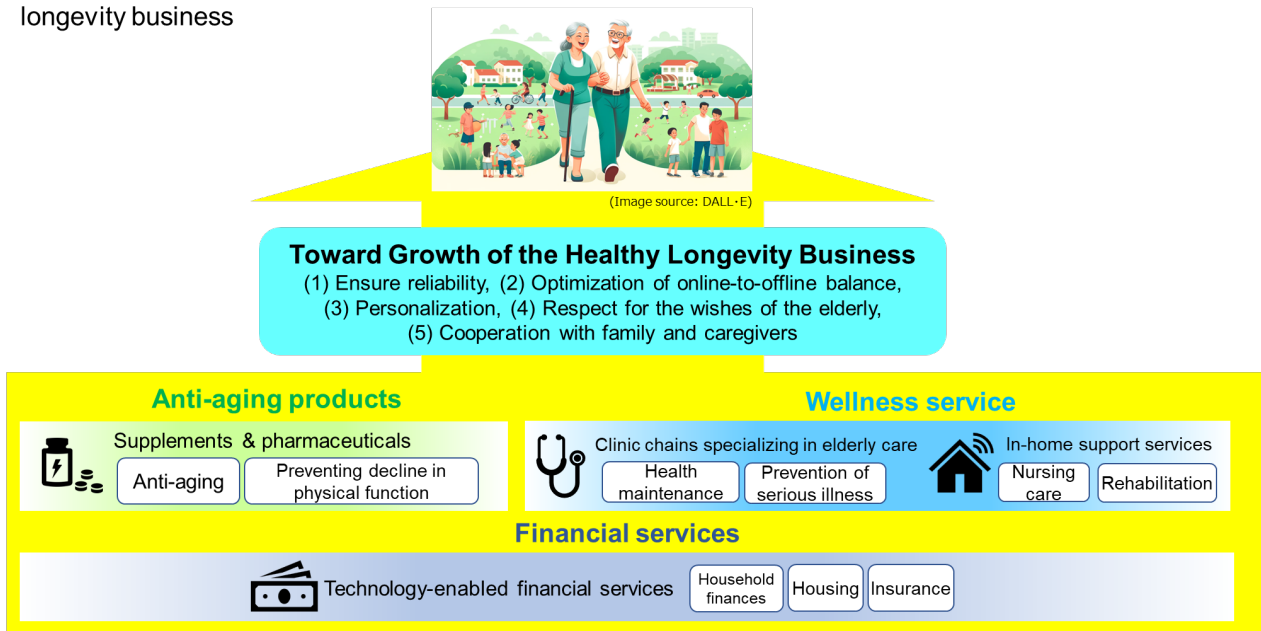 longevity business
(Image source: DALL·E)
Toward Growth of the Healthy Longevity Business
(1) Ensure reliability, (2) Optimization of online-to-offline balance,
(3) Personalization, (4) Respect for the wishes of the elderly,
(5) Cooperation with family and caregivers
Anti-aging products
Supplements & pharmaceuticals
Anti-aging
Preventing decline in
physical function
Wellness service
Clinic chains specializing in elderly care
Health
maintenance
Prevention of
serious illness
In-home support services
Nursing
care
Rehabilitation
Financial services
Technology-enabled financial services
Household
finances
Housing
Insurance